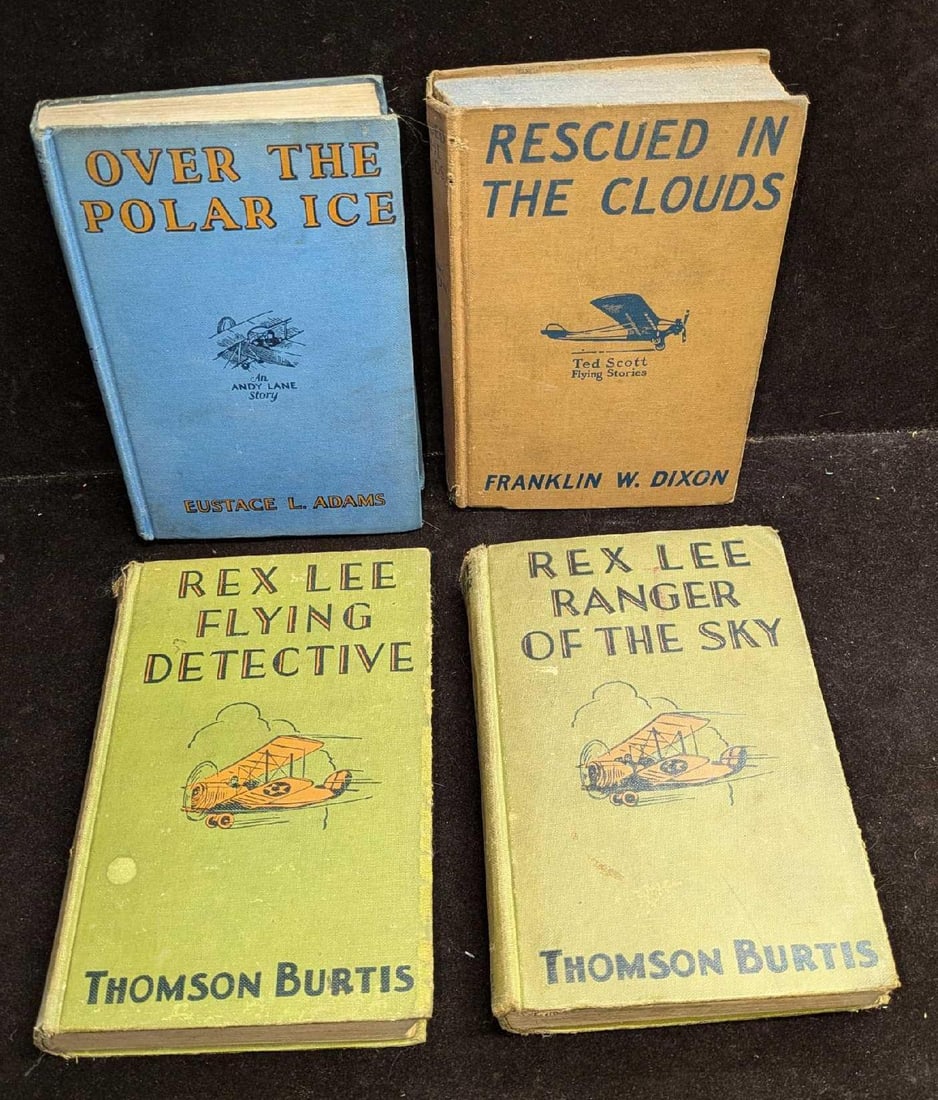 OVER THE
POLAR ICE
An
ANDY LANE
Story
EUSTACE L. ADAMS
RESCUED IN
THE CLOUDS
Ted Scott
Flying Stories
FRANKLIN W. DIXON
REX LEE
FLYING
DETECTIVE
THOMSON BURTIS
REX LEE
RANGER
OF THE SKY
THOMSON BURTIS